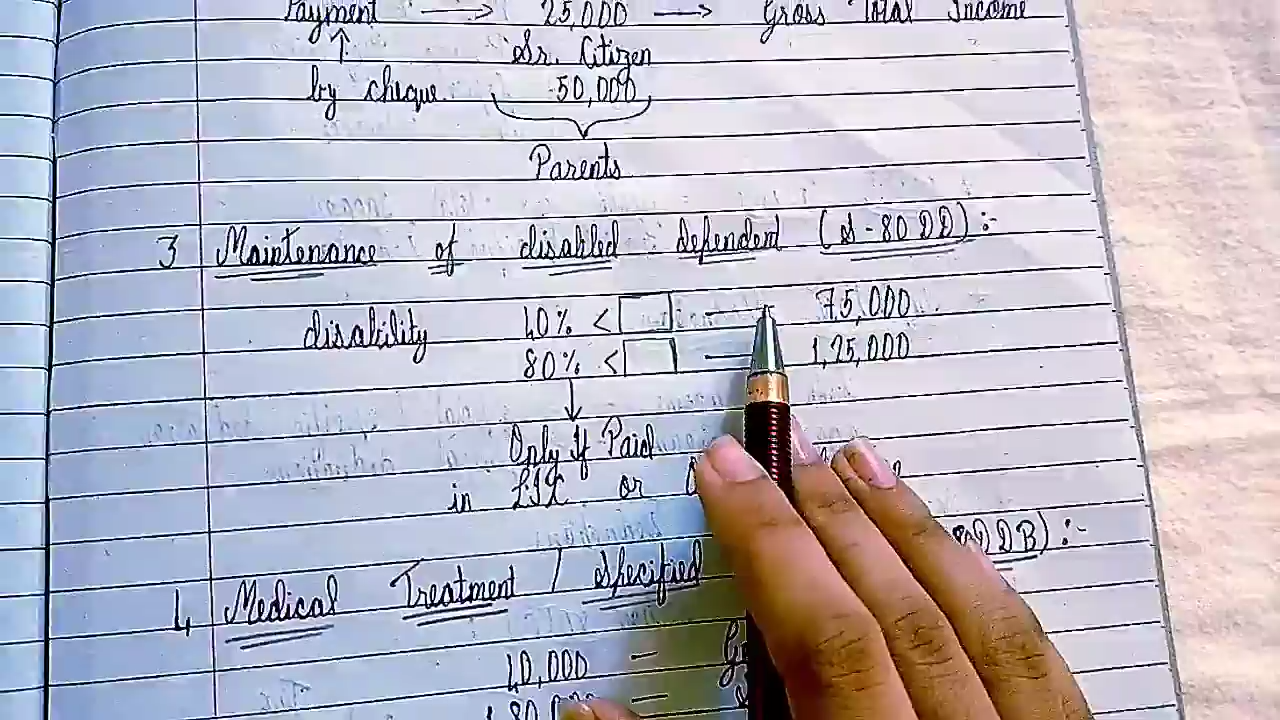 Payment → 25,000 → Gross Total Income
↑ Sr. Citizen
by cheque. 50,000
Parents
3 Maintenance of disabled dependent (S-80DD):-
disability 40% < — 75,000
80% < — 1,25,000
↓
Only If Paid
in LIC or
4 Medical Treatment / Specified 80DDB):-
40,000 —